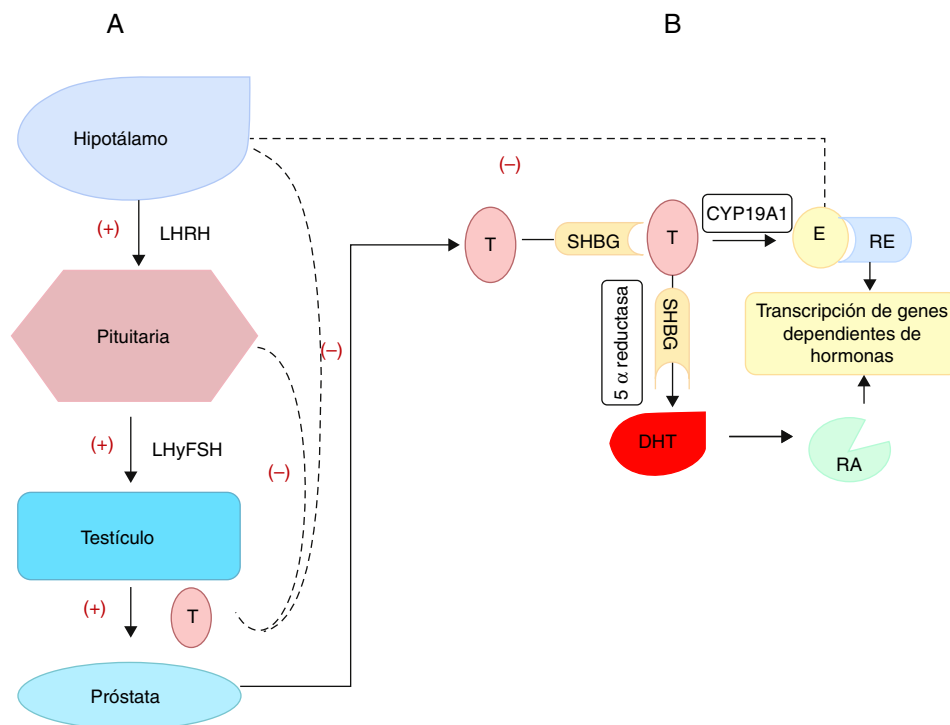 A
B
Hipotálamo
(+)
LHRH
Pituitaria
(+)
LHyFSH
Testículo
(+)
T
Próstata
(–)
(–)
(–)
T
SHBG
T
CYP19A1
E
RE
5 α reductasa
SHBG
Transcripción de genes
dependientes de
hormonas
DHT
RA